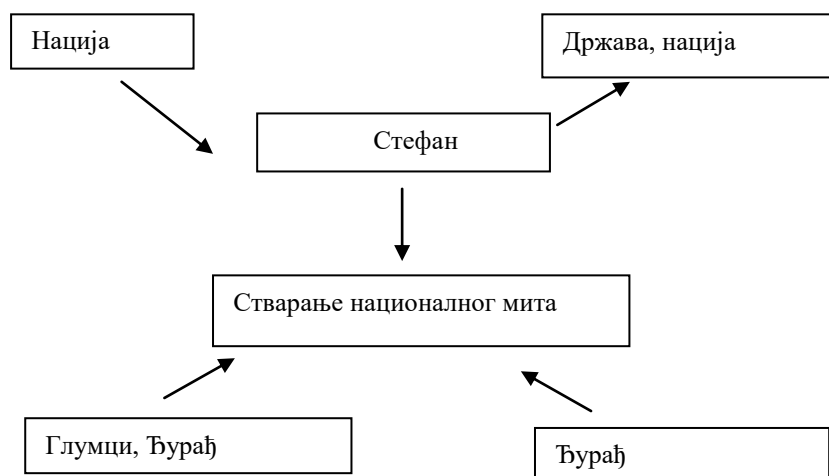 Нација
Држава, нација
Стефан
Стварање националног мита
Глумци, Ђурађ
Ђурађ